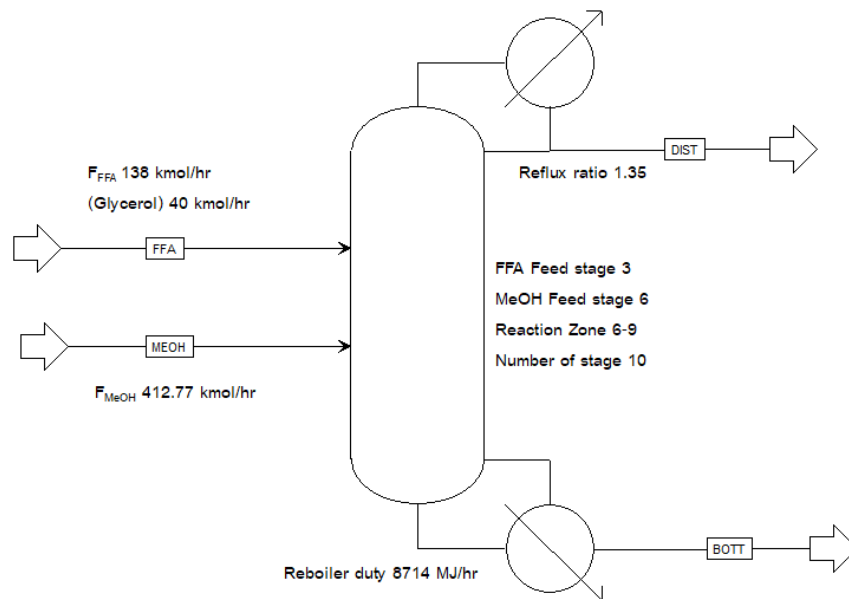 F_FFA 138 kmol/hr
(Glycerol) 40 kmol/hr
FFA
MEOH
F_MeOH 412.77 kmol/hr
DIST
Reflux ratio 1.35
FFA Feed stage 3
MeOH Feed stage 6
Reaction Zone 6-9
Number of stage 10
Reboiler duty 8714 MJ/hr
BOTT